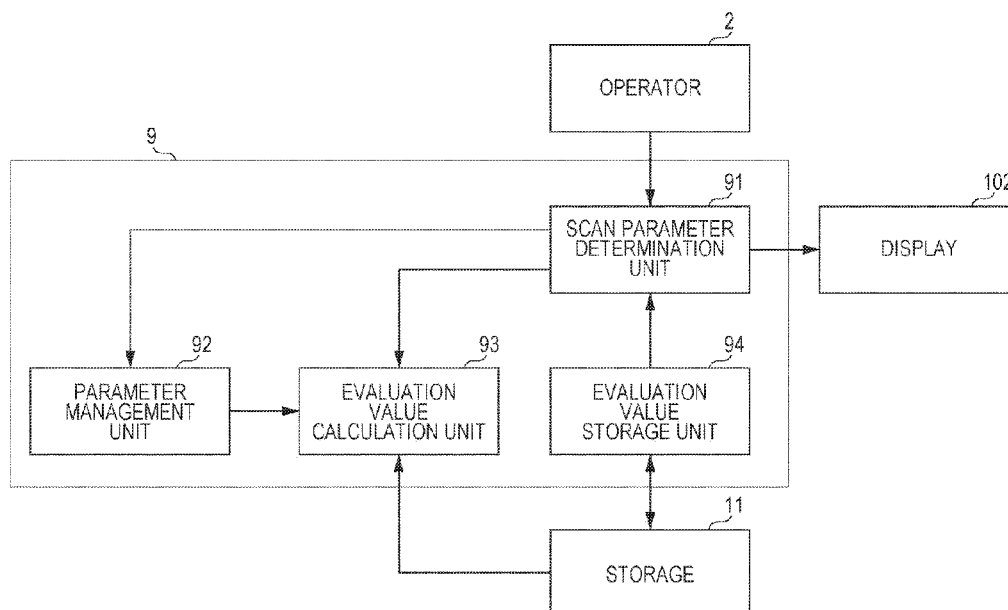 2
OPERATOR
9
91
SCAN PARAMETER
DETERMINATION
UNIT
102
DISPLAY
92
PARAMETER
MANAGEMENT
UNIT
93
EVALUATION
VALUE
CALCULATION UNIT
94
EVALUATION
VALUE
STORAGE UNIT
11
STORAGE